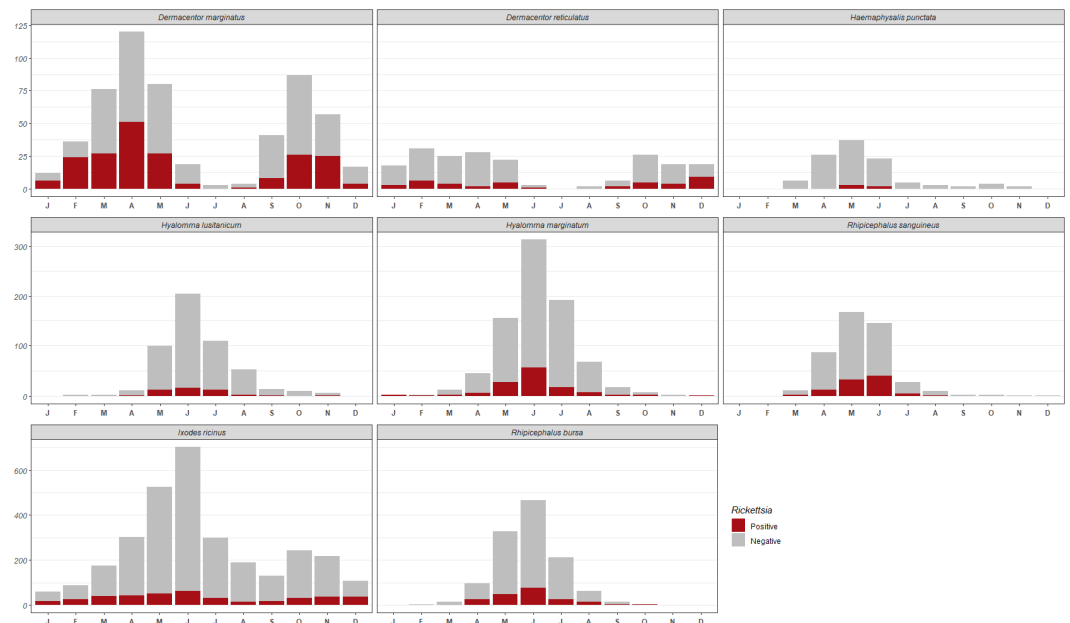 Dermacentor marginatus Dermacentor reticulatus Haemaphysalis punctata
125
100
75
50
25
0
J F M A M J J A S O N D J F M A M J J A S O N D J F M A M J J A S O N D
Hyalomma lusitanicum Hyalomma marginatum Rhipicephalus sanguineus
300
200
100
0
J F M A M J J A S O N D J F M A M J J A S O N D J F M A M J J A S O N D
Ixodes ricinus Rhipicephalus bursa
600
400
200
0
J F M A M J J A S O N D J F M A M J J A S O N D
Rickettsia
Positive
Negative